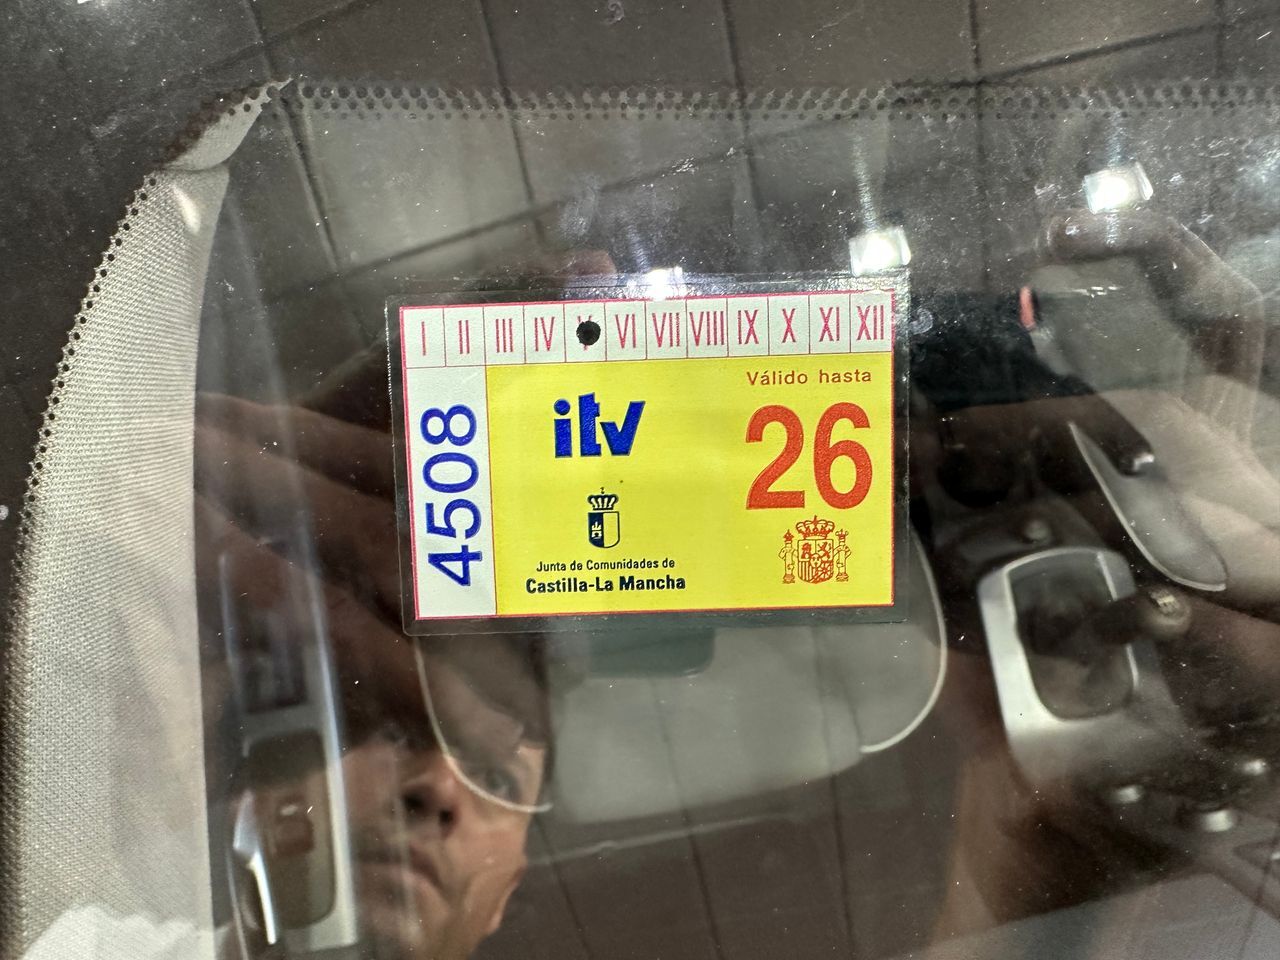 I II III IV V VI VII VIII IX X XI XII
Válido hasta
itv
26
4508
Junta de Comunidades de
Castilla-La Mancha